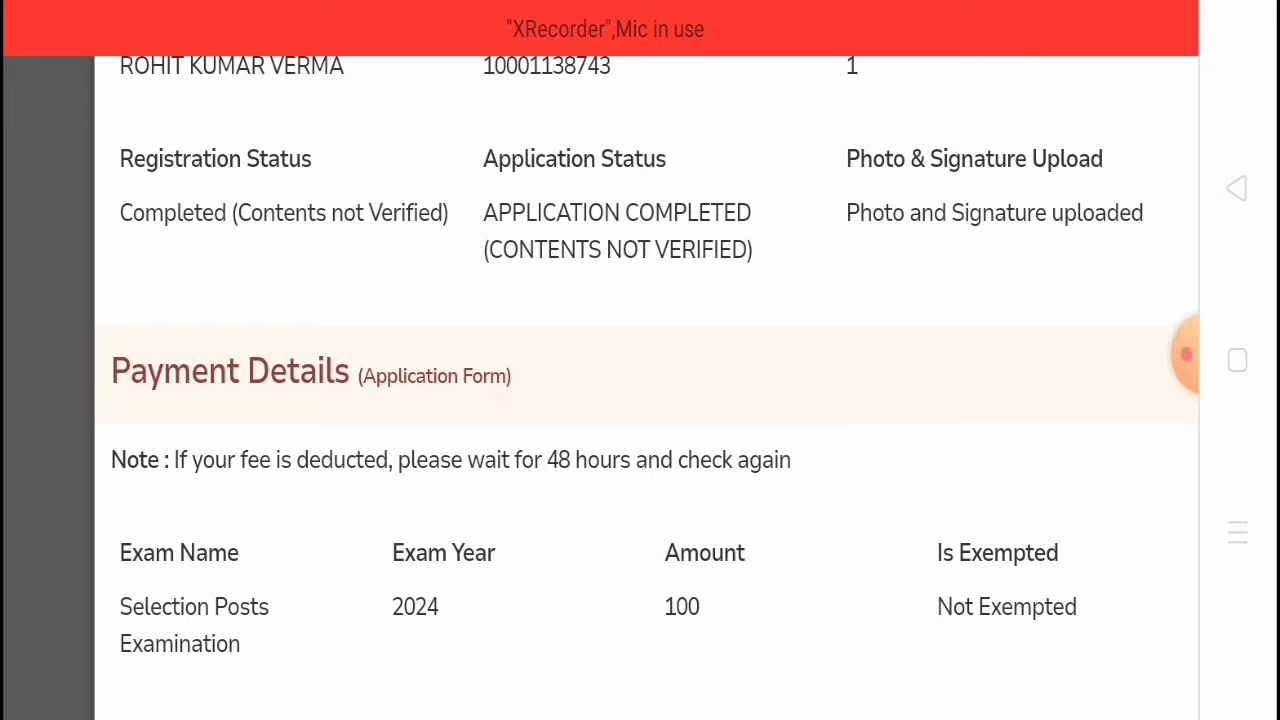 "XRecorder",Mic in use
ROHIT KUMAR VERMA 10001138743 1
Registration Status Application Status Photo & Signature Upload
Completed (Contents not Verified) APPLICATION COMPLETED Photo and Signature uploaded
(CONTENTS NOT VERIFIED)
Payment Details (Application Form)
Note : If your fee is deducted, please wait for 48 hours and check again
Exam Name Exam Year Amount Is Exempted
Selection Posts 2024 100 Not Exempted
Examination